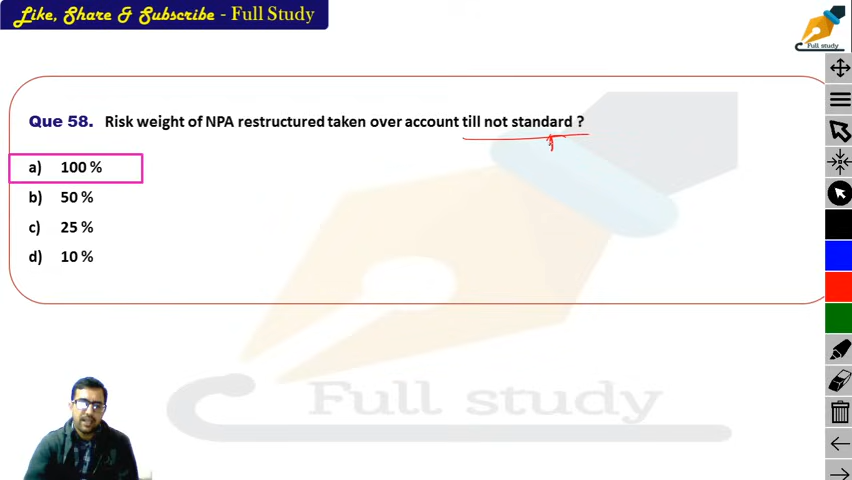 Like, Share & Subscribe - Full Study
Full study
Que 58. Risk weight of NPA restructured taken over account till not standard ?
a) 100 %
b) 50 %
c) 25 %
d) 10 %
Full study